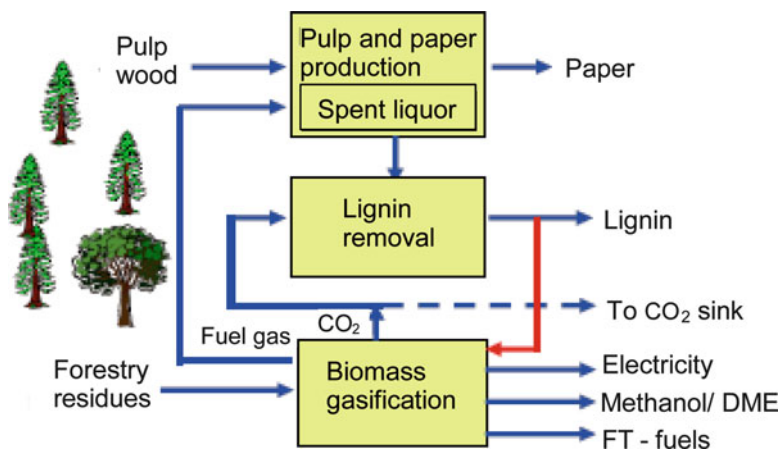 Pulp
wood
Pulp and paper
production
Spent liquor
Paper
Lignin
removal
Lignin
CO₂
To CO₂ sink
Fuel gas
Forestry
residues
Biomass
gasification
Electricity
Methanol/ DME
FT - fuels